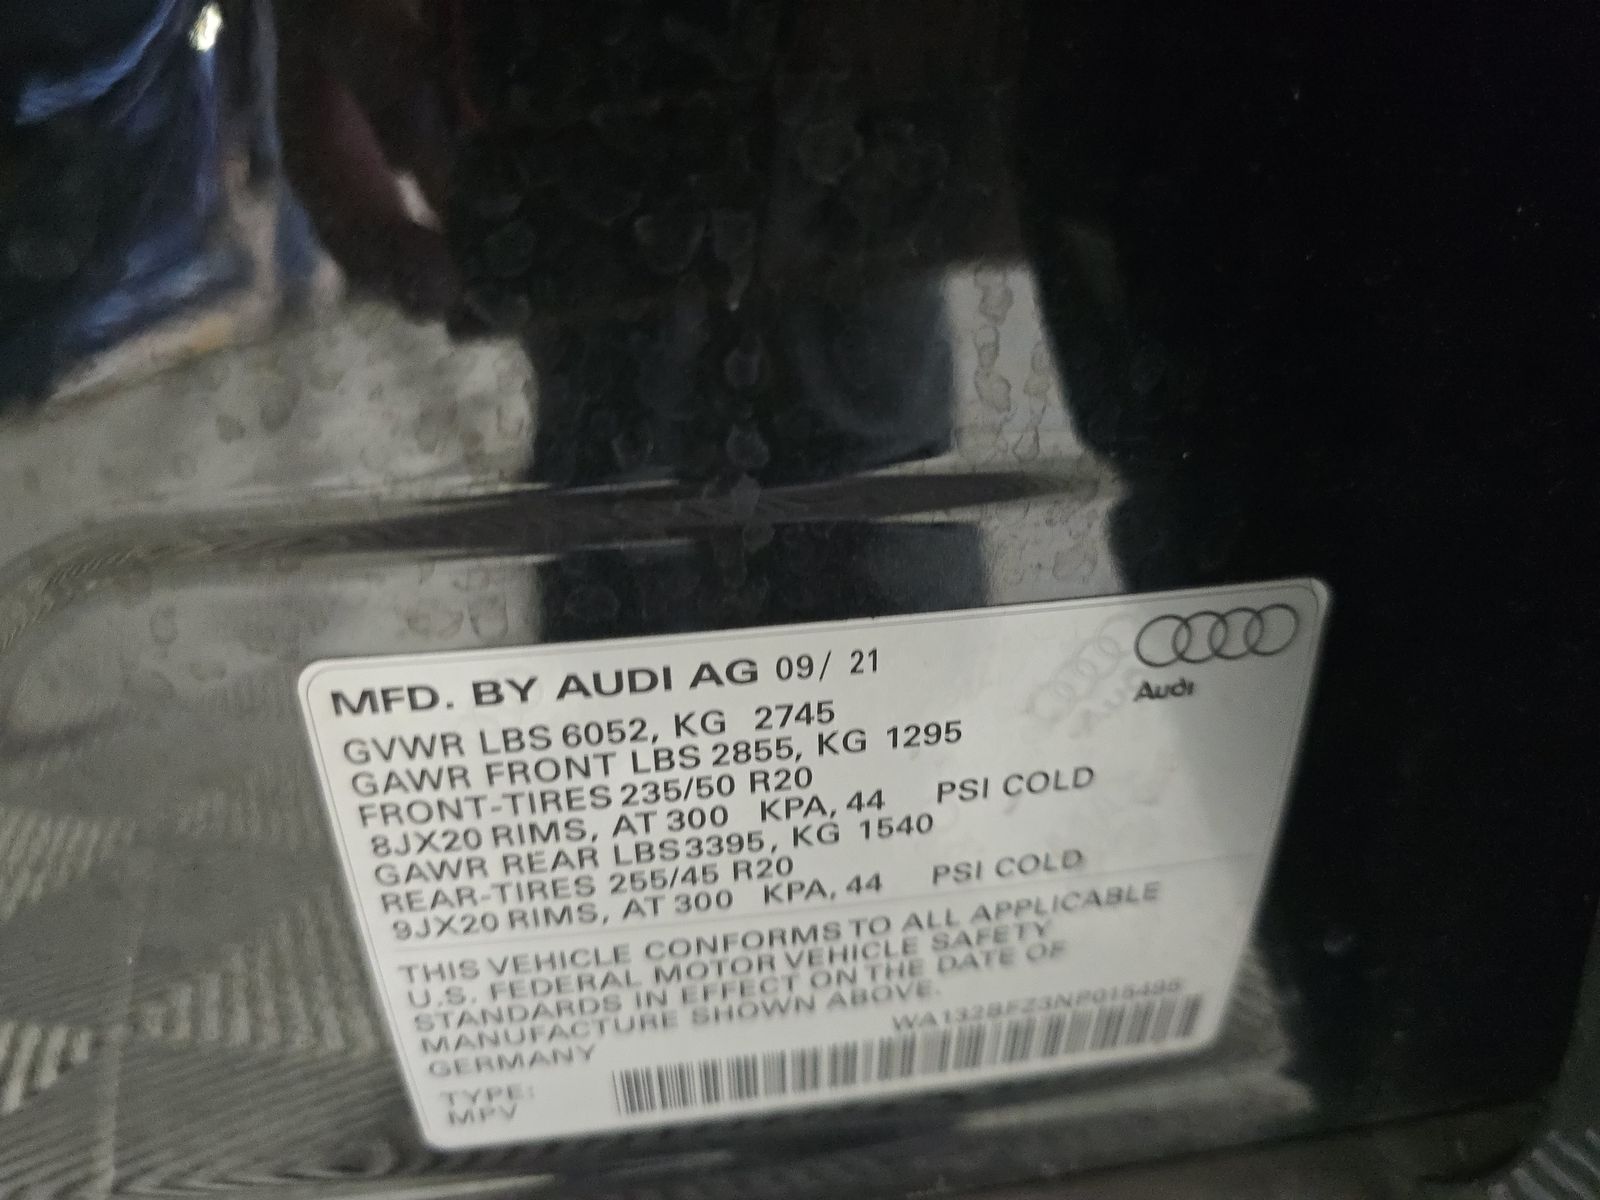 MFD. BY AUDI AG 09/ 21
Audi
GVWR LBS 6052, KG 2745
GAWR FRONT LBS 2855, KG 1295
FRONT-TIRES 235/50 R20
8JX20 RIMS, AT 300 KPA, 44 PSI COLD
GAWR REAR LBS3395, KG 1540
REAR-TIRES 255/45 R20
9JX20 RIMS, AT 300 KPA, 44 PSI COLD
THIS VEHICLE CONFORMS TO ALL APPLICABLE
U.S. FEDERAL MOTOR VEHICLE SAFETY
STANDARDS IN EFFECT ON THE DATE OF
MANUFACTURE SHOWN ABOVE.
GERMANY
TYPE:
MPV